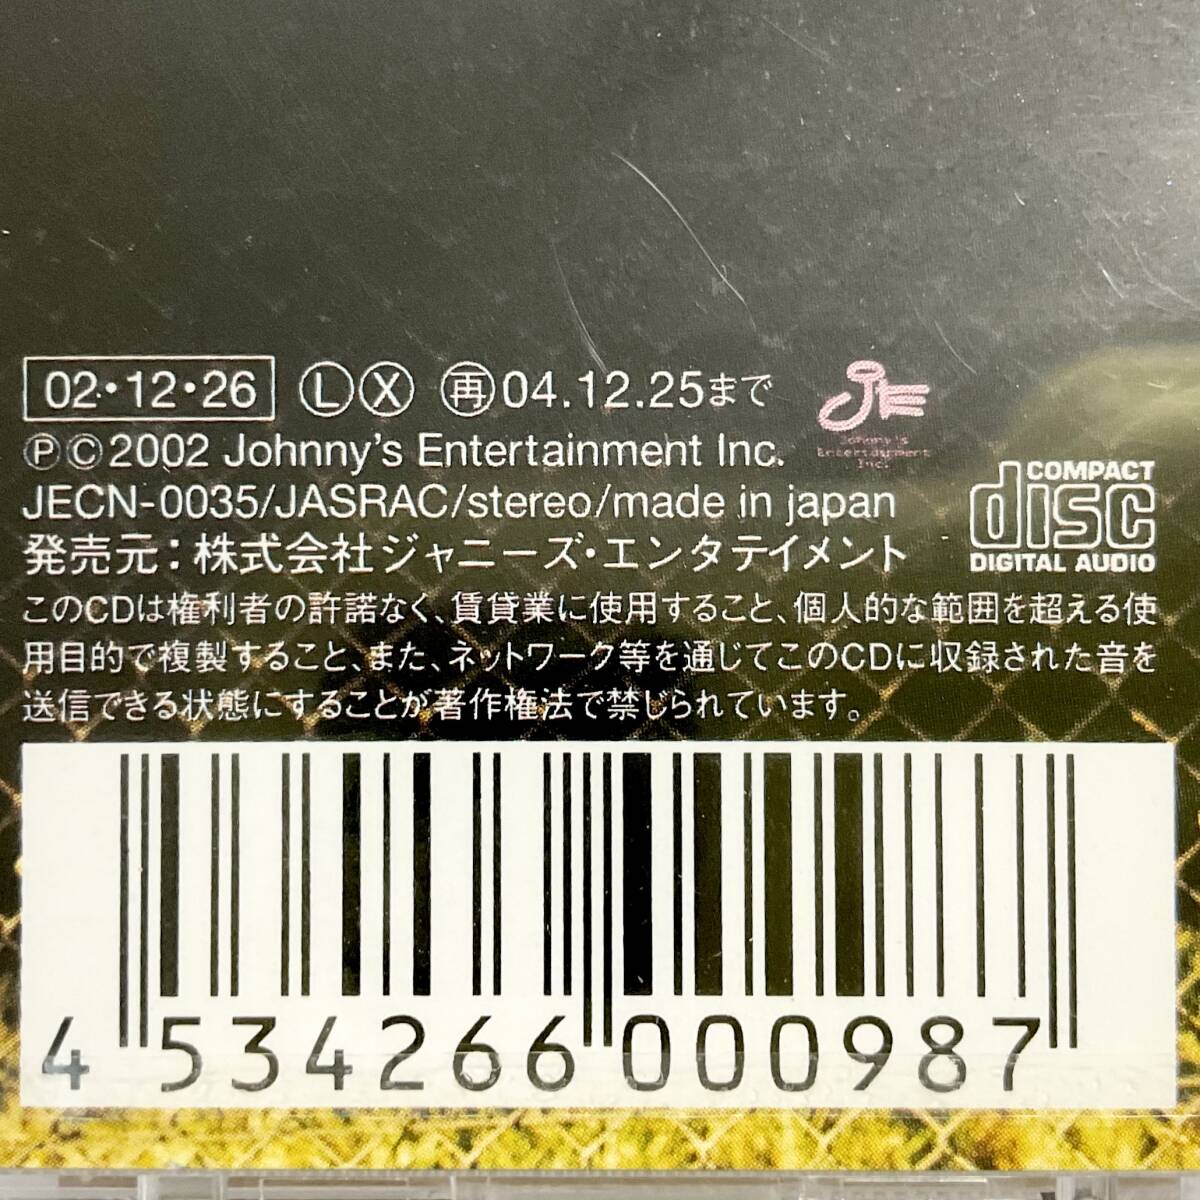 02・12・26 Ⓛ Ⓧ ㊞再04.12.25まで
Johnny's
Entertainment
Inc.
℗©2002 Johnny's Entertainment Inc.
JECN-0035/JASRAC/stereo/made in japan
COMPACT
disc
DIGITAL AUDIO
発売元：株式会社ジャニーズ・エンタテイメント
このCDは権利者の許諾なく、賃貸業に使用すること、個人的な範囲を超える使
用目的で複製すること、また、ネットワーク等を通じてこのCDに収録された音を
送信できる状態にすることが著作権法で禁じられています。
4 534266 000987